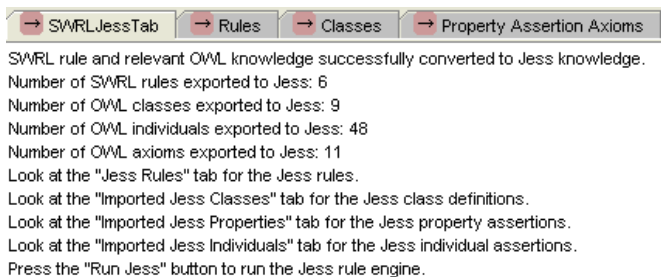 SWRLJessTab → Rules → Classes → Property Assertion Axioms
SWRL rule and relevant OWL knowledge successfully converted to Jess knowledge.
Number of SWRL rules exported to Jess: 6
Number of OWL classes exported to Jess: 9
Number of OWL individuals exported to Jess: 48
Number of OWL axioms exported to Jess: 11
Look at the "Jess Rules" tab for the Jess rules.
Look at the "Imported Jess Classes" tab for the Jess class definitions.
Look at the "Imported Jess Properties" tab for the Jess property assertions.
Look at the "Imported Jess Individuals" tab for the Jess individual assertions.
Press the "Run Jess" button to run the Jess rule engine.